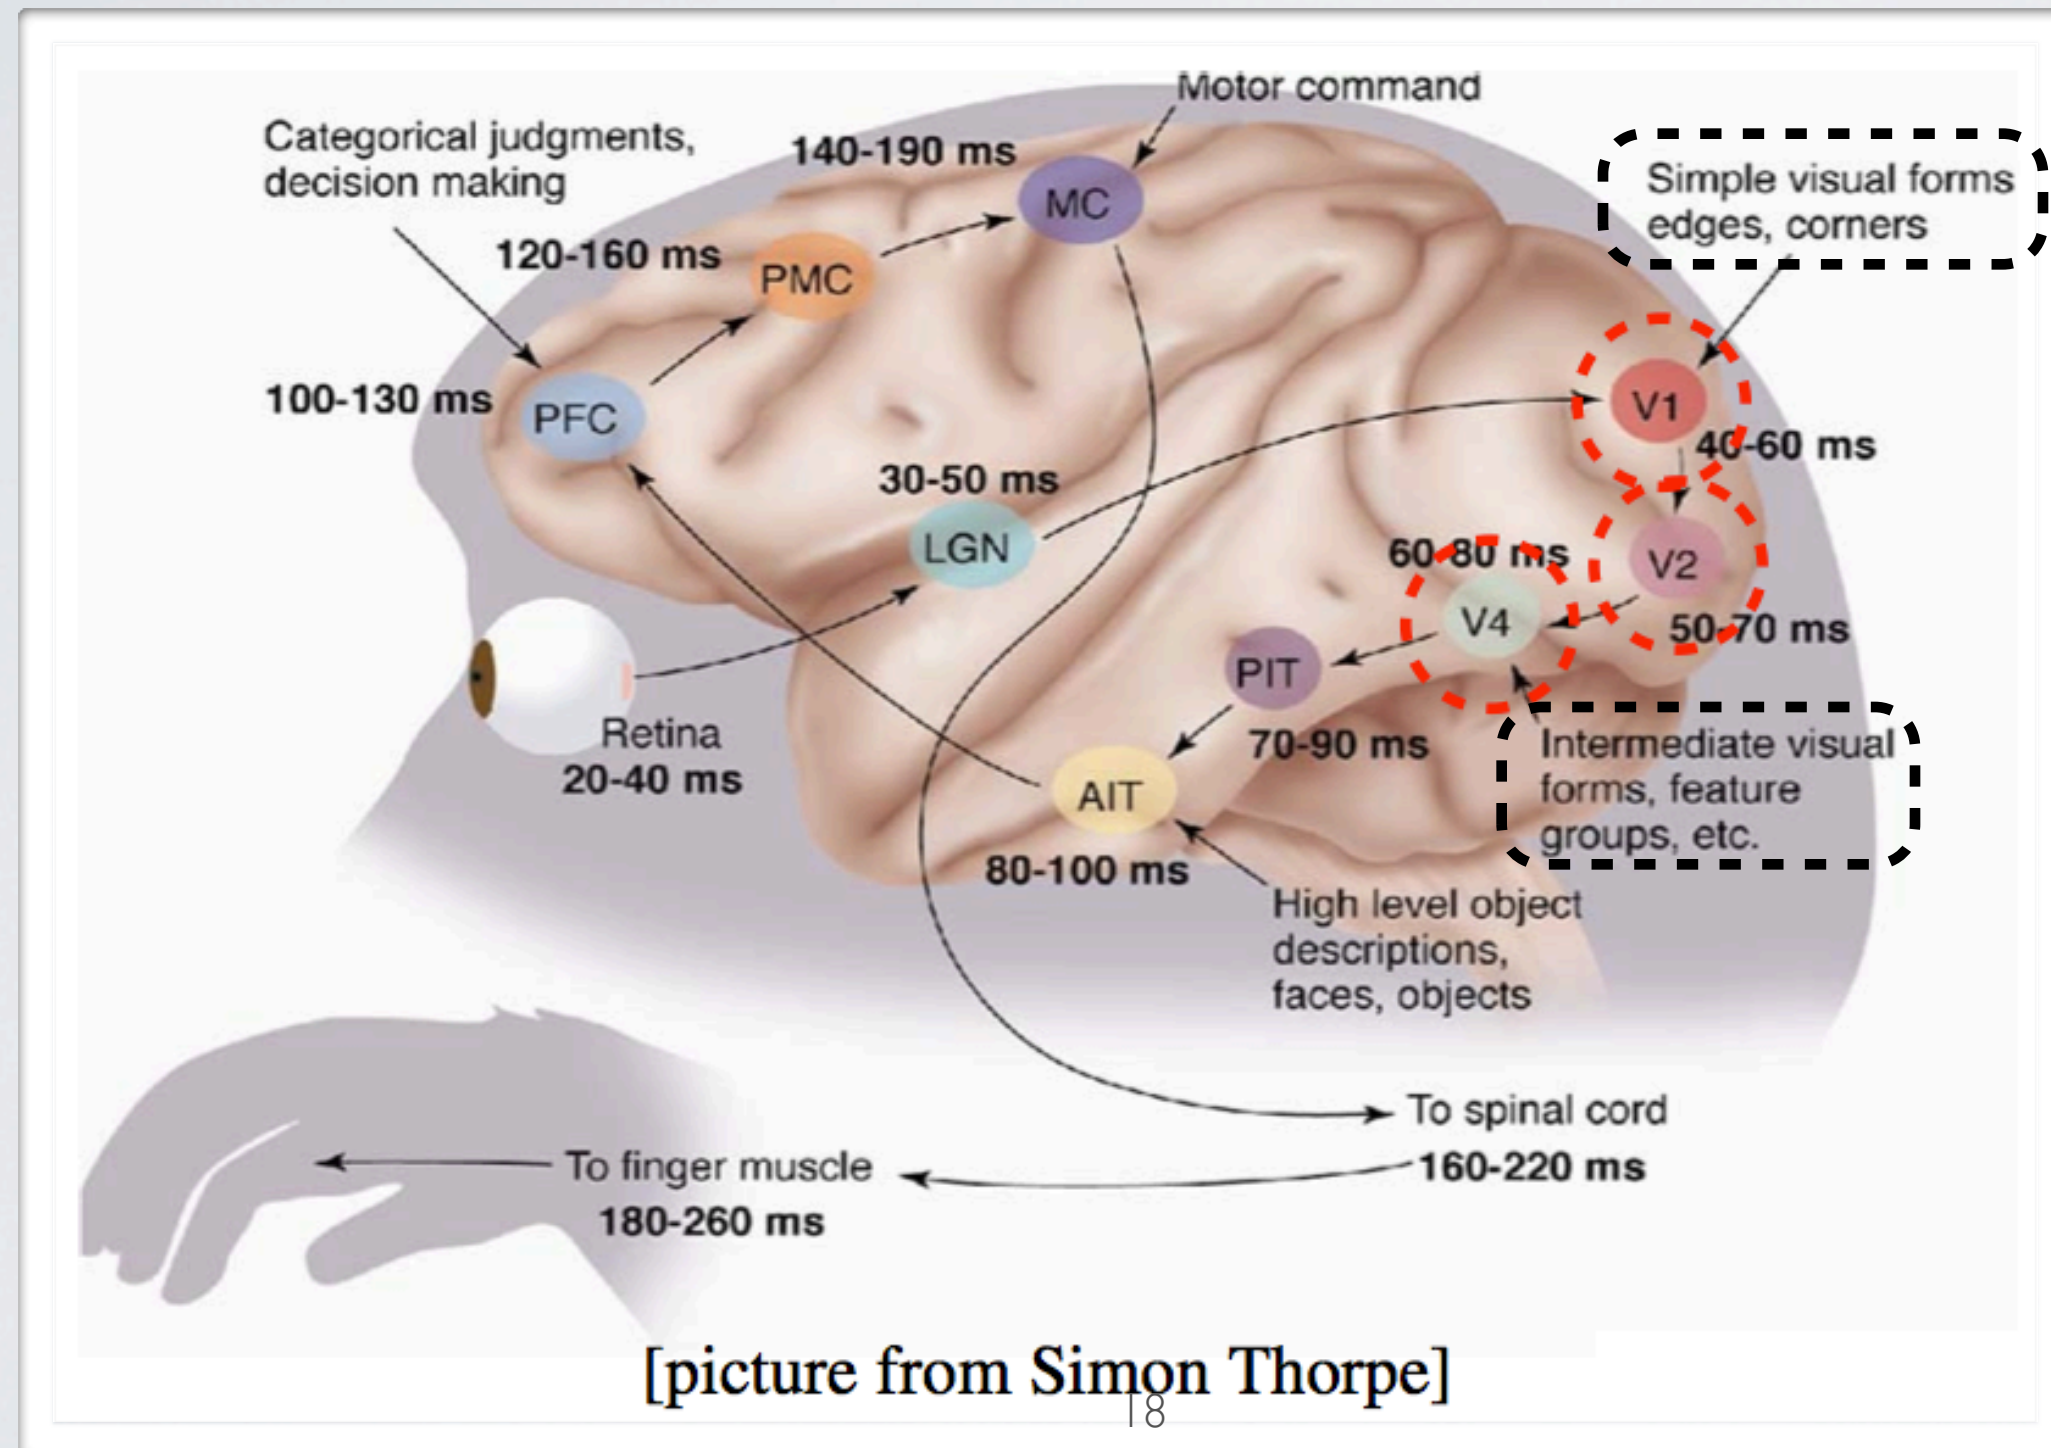 Motor command
Categorical judgments,
decision making
140-190 ms
MC
Simple visual forms
edges, corners
120-160 ms
PMC
100-130 ms
PFC
V1
40-60 ms
30-50 ms
LGN
60-80 ms
V2
V4
50-70 ms
PIT
Retina
20-40 ms
70-90 ms
Intermediate visual
forms, feature
groups, etc.
AIT
80-100 ms
High level object
descriptions,
faces, objects
To spinal cord
160-220 ms
To finger muscle
180-260 ms
[picture from Simon Thorpe]
18